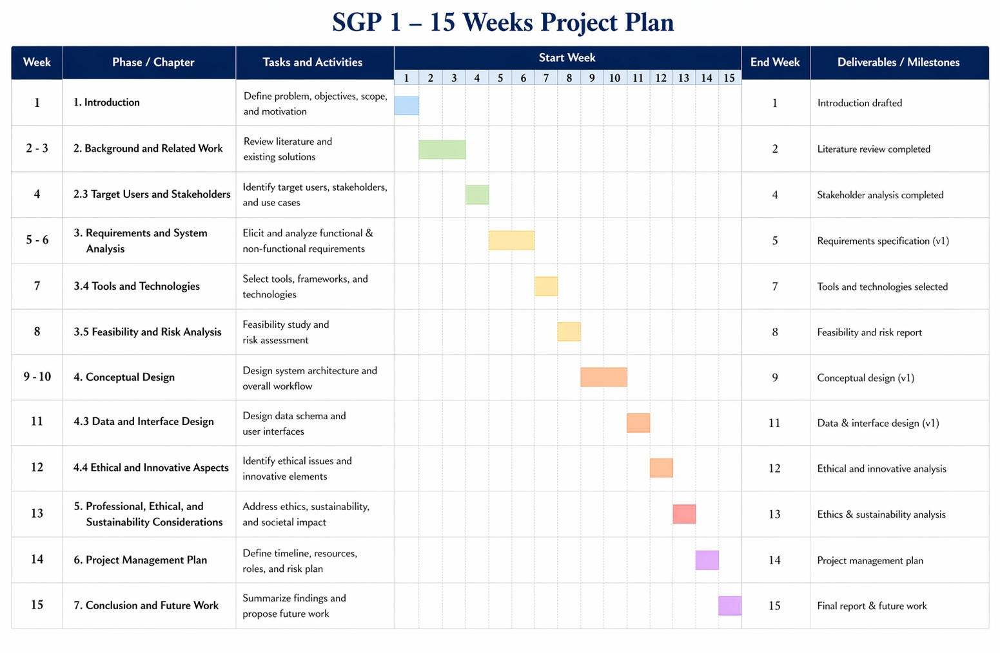 SGP 1 – 15 Weeks Project Plan
Week
Phase / Chapter
Tasks and Activities
Start Week
End Week
Deliverables / Milestones
1 2 3 4 5 6 7 8 9 10 11 12 13 14 15
1
1. Introduction
Define problem, objectives, scope,
and motivation
1
Introduction drafted
2 - 3
2. Background and Related Work
Review literature and
existing solutions
2
Literature review completed
4
2.3 Target Users and Stakeholders
Identify target users, stakeholders,
and use cases
4
Stakeholder analysis completed
5 - 6
3. Requirements and System
Analysis
Elicit and analyze functional &
non-functional requirements
5
Requirements specification (v1)
7
3.4 Tools and Technologies
Select tools, frameworks, and
technologies
7
Tools and technologies selected
8
3.5 Feasibility and Risk Analysis
Feasibility study and
risk assessment
8
Feasibility and risk report
9 - 10
4. Conceptual Design
Design system architecture and
overall workflow
9
Conceptual design (v1)
11
4.3 Data and Interface Design
Design data schema and
user interfaces
11
Data & interface design (v1)
12
4.4 Ethical and Innovative Aspects
Identify ethical issues and
innovative elements
12
Ethical and innovative analysis
13
5. Professional, Ethical, and
Sustainability Considerations
Address ethics, sustainability,
and societal impact
13
Ethics & sustainability analysis
14
6. Project Management Plan
Define timeline, resources,
roles, and risk plan
14
Project management plan
15
7. Conclusion and Future Work
Summarize findings and
propose future work
15
Final report & future work